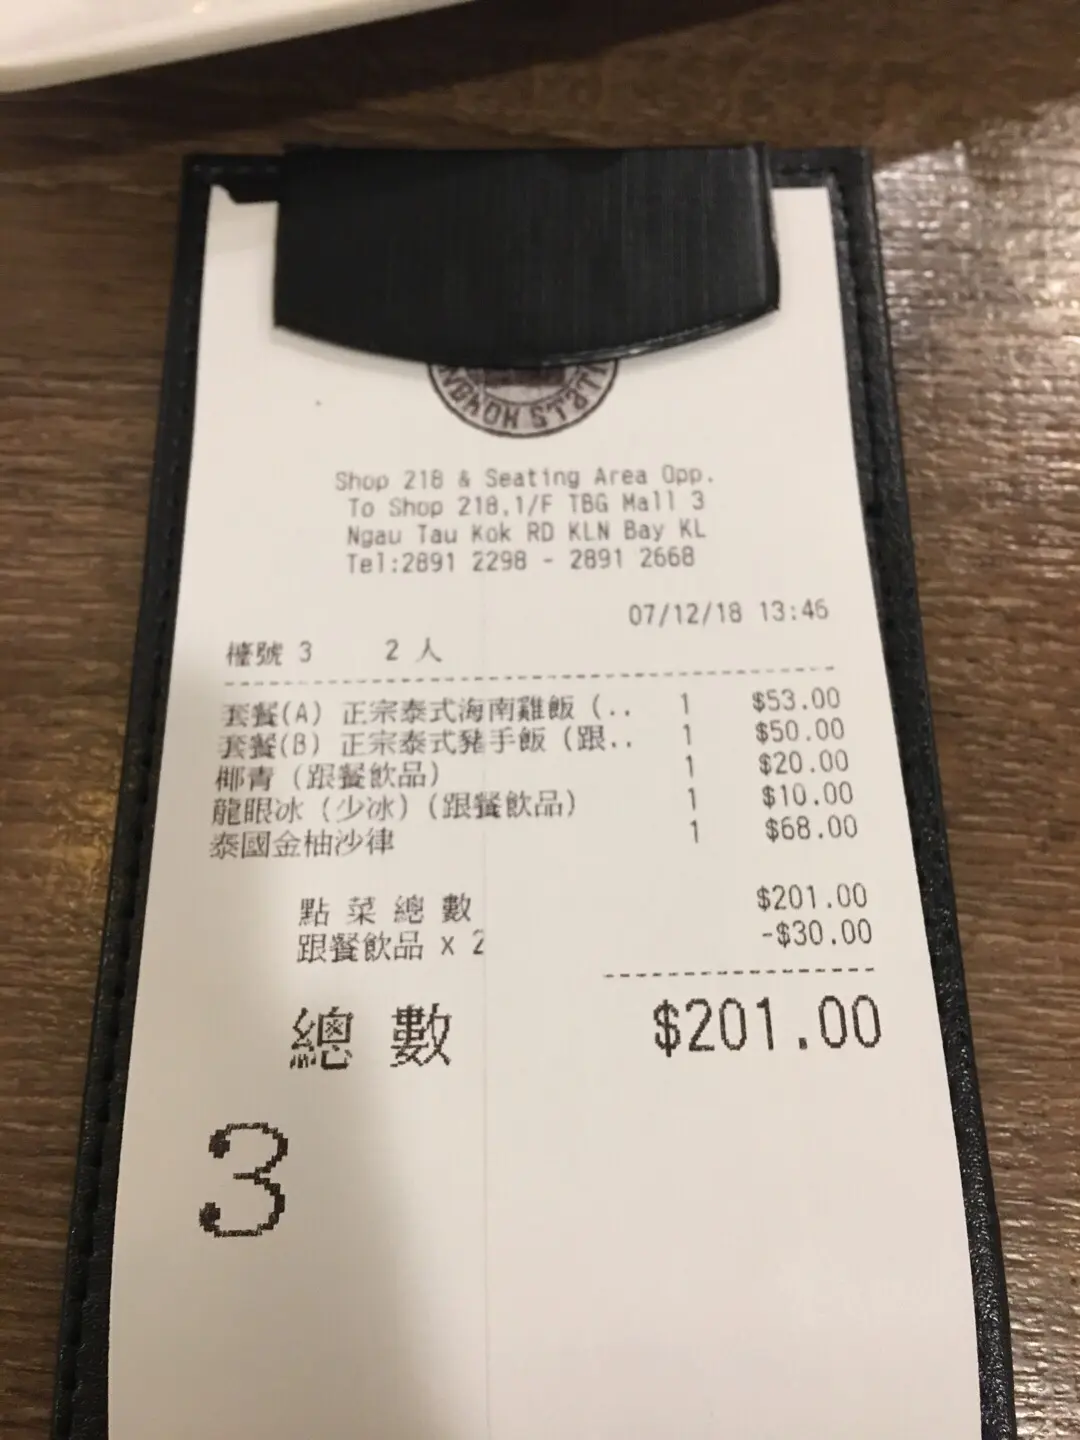 BANGKOK STATI
Shop 218 & Seating Area Opp.
To Shop 218,1/F TBG Mall 3
Ngau Tau Kok RD KLN Bay KL
Tel:2891 2298 - 2891 2668
07/12/18 13:46
檯號 3 2 人
套餐(A) 正宗泰式海南雞飯 (.. 1 $53.00
套餐(B) 正宗泰式豬手飯 (跟.. 1 $50.00
椰青 (跟餐飲品) 1 $20.00
龍眼冰 (少冰) (跟餐飲品) 1 $10.00
泰國金柚沙律 1 $68.00
點 菜 總 數 $201.00
跟餐飲品 x 2 -$30.00
總 數 $201.00
3